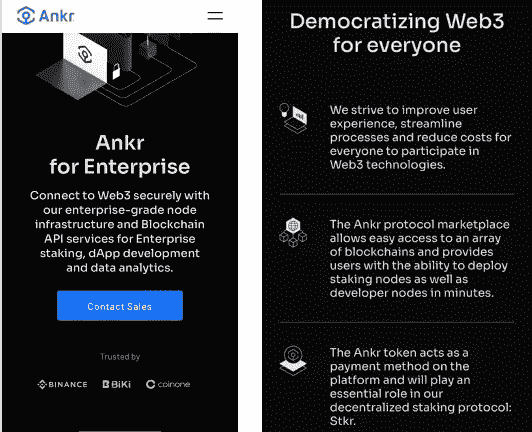 Ankr
Ankr
for Enterprise
Connect to Web3 securely with
our enterprise-grade node
infrastructure and Blockchain
API services for Enterprise
staking, dApp development
and data analytics.
Contact Sales
Trusted by
BINANCE BiKi coinone
Democratizing Web3
for everyone
We strive to improve user
experience, streamline
processes and reduce costs for
everyone to participate in
Web3 technologies.
The Ankr protocol marketplace
allows easy access to an array
of blockchains and provides
users with the ability to deploy
staking nodes as well as
developer nodes in minutes.
The Ankr token acts as a
payment method on the
platform and will play an
essential role in our
decentralized staking protocol:
Stkr.